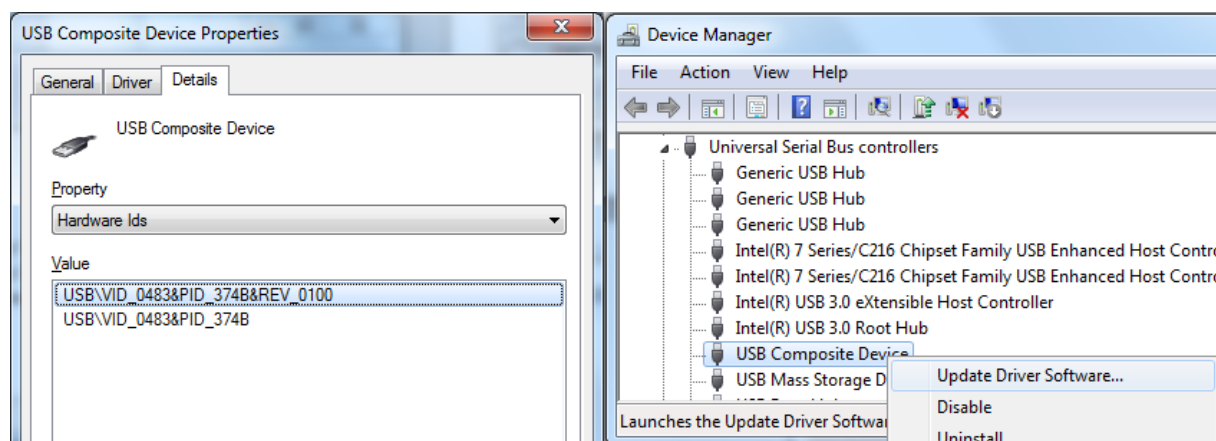 USB Composite Device Properties
General
Driver
Details
USB Composite Device
Property
Hardware Ids
Value
USB\VID_0483&PID_374B&REV_0100
USB\VID_0483&PID_374B
Device Manager
File Action View Help
Universal Serial Bus controllers
Generic USB Hub
Generic USB Hub
Generic USB Hub
Intel(R) 7 Series/C216 Chipset Family USB Enhanced Host Contr
Intel(R) 7 Series/C216 Chipset Family USB Enhanced Host Contr
Intel(R) USB 3.0 eXtensible Host Controller
Intel(R) USB 3.0 Root Hub
USB Composite Device
USB Mass Storage D
Launches the Update Driver Softwa
Update Driver Software...
Disable
Uninstall